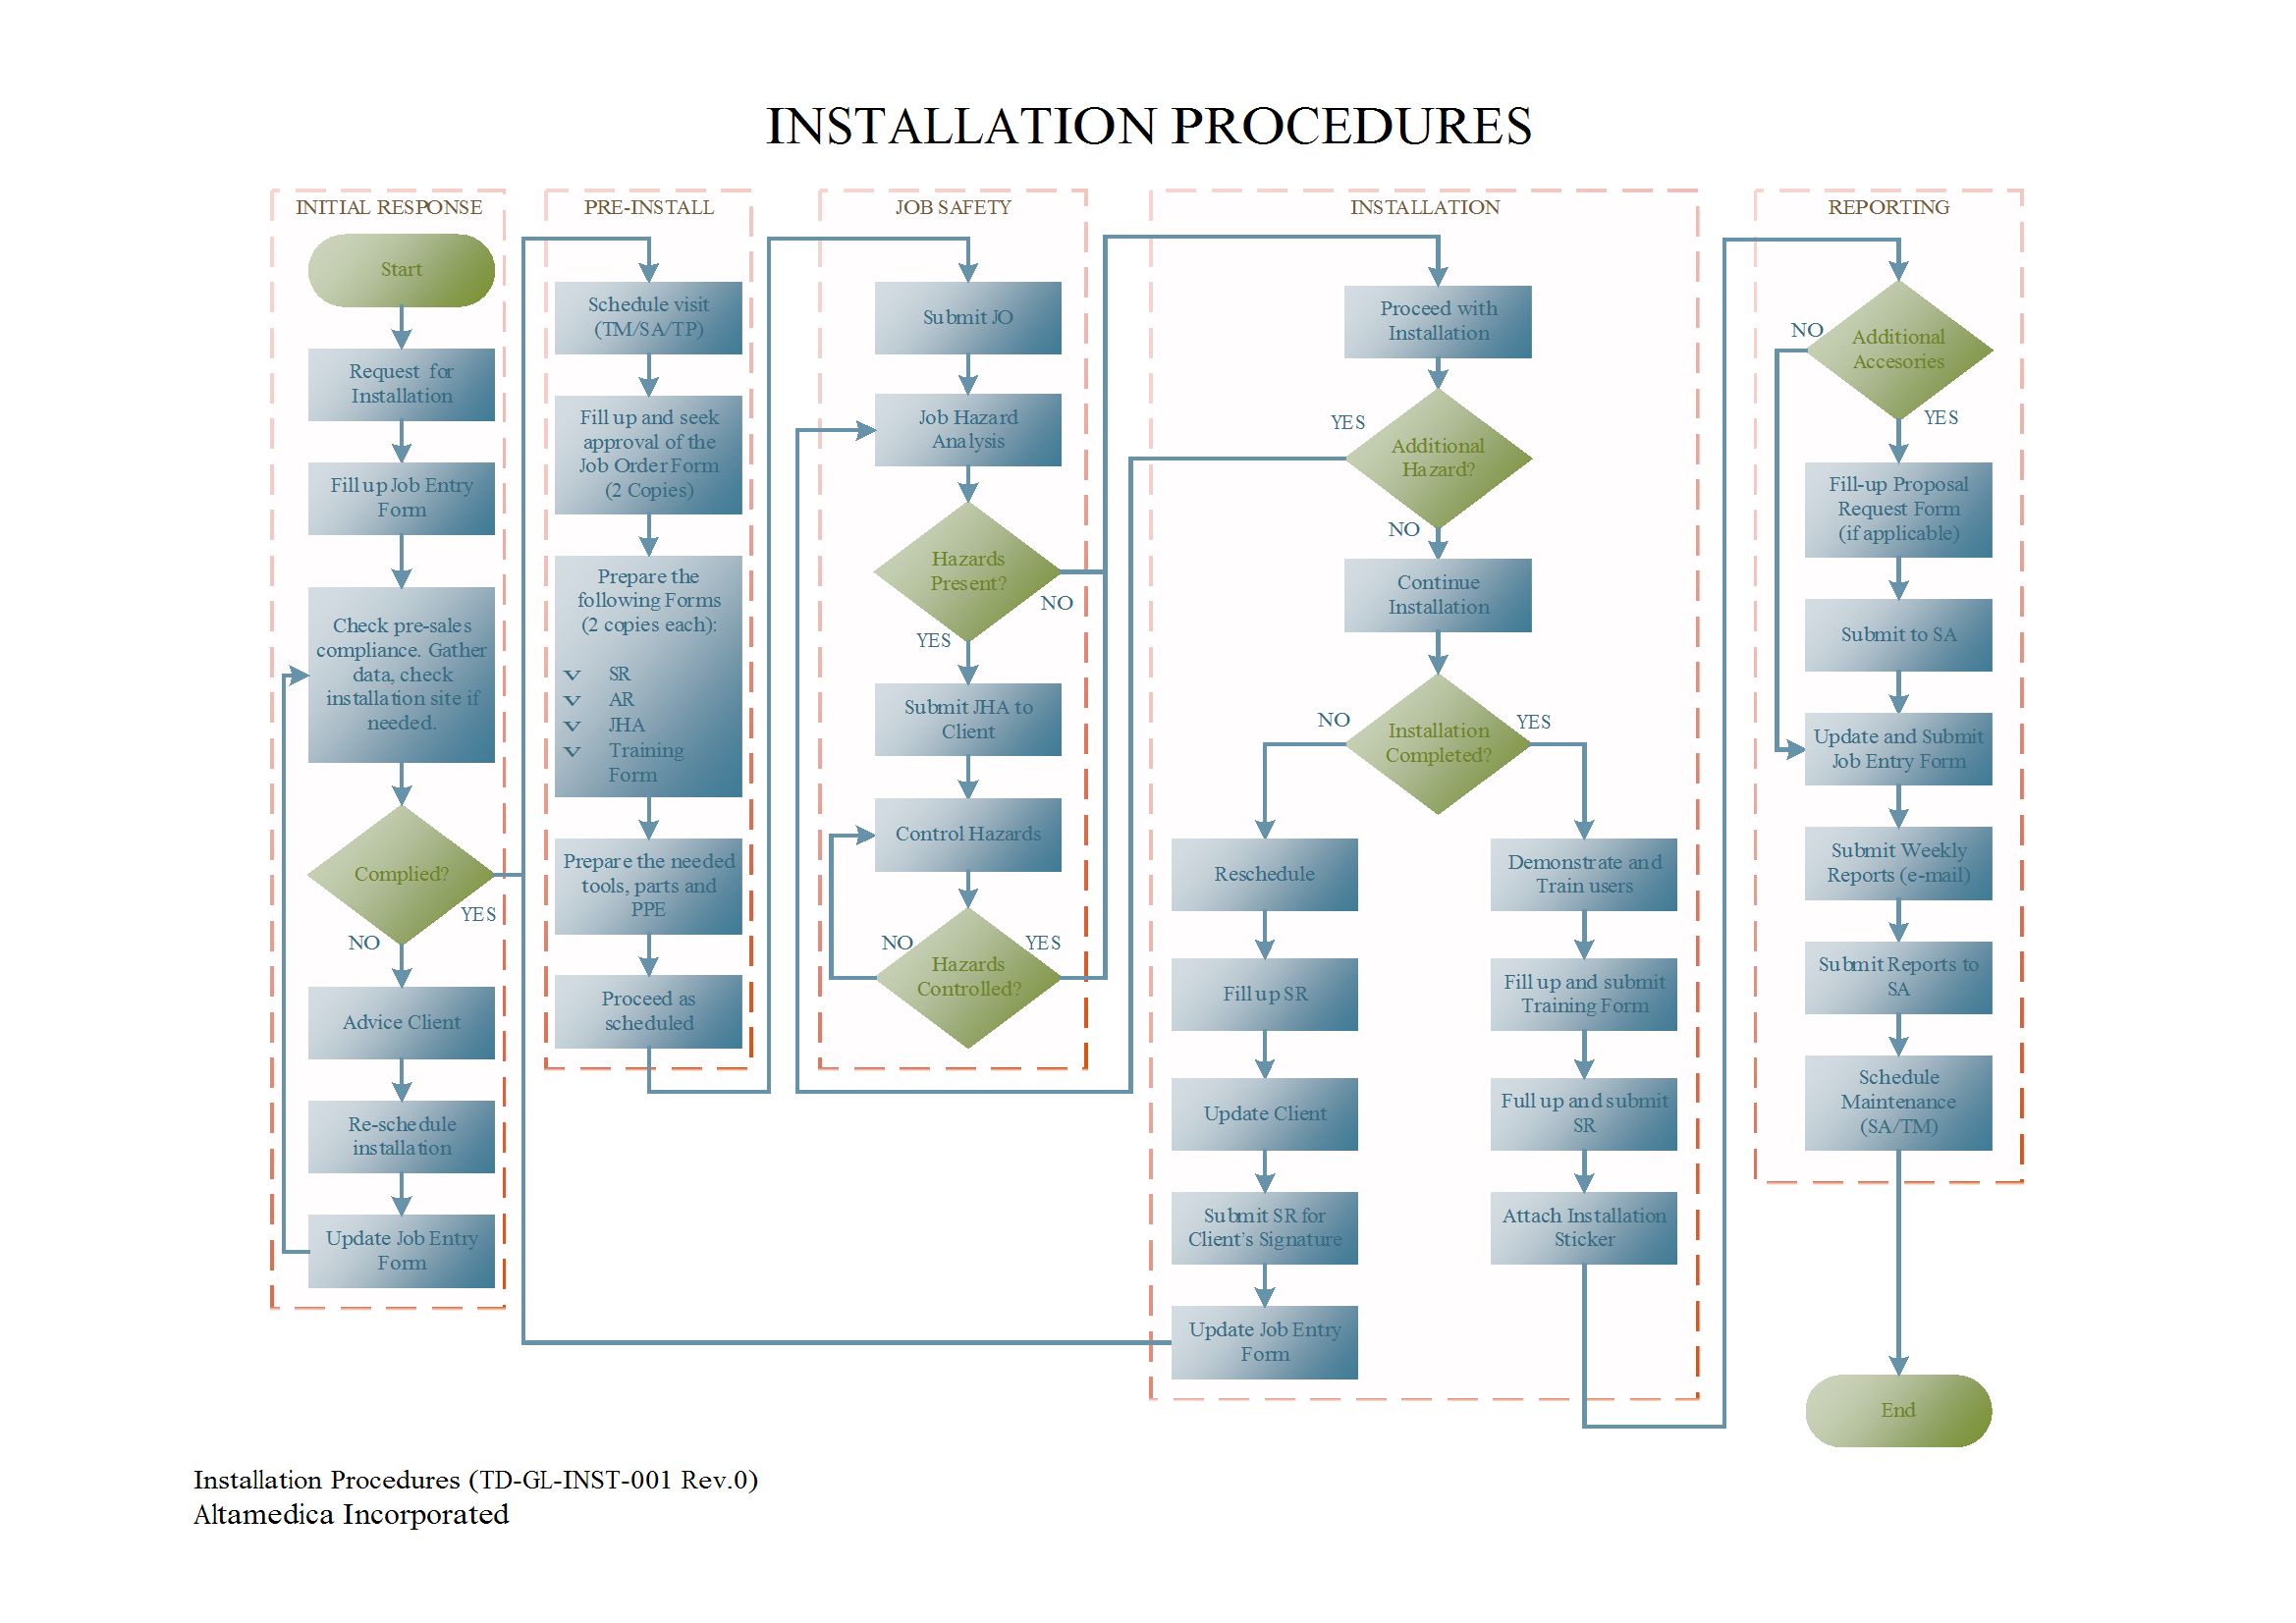 INSTALLATION PROCEDURES
INITIAL RESPONSE
Start
Request for
Installation
Fill up Job Entry
Form
Check pre-sales
compliance. Gather
data, check
installation site if
needed.
Complied?
YES
NO
Advice Client
Re-schedule
installation
Update Job Entry
Form
PRE-INSTALL
Schedule visit
(TM/SA/TP)
Fill up and seek
approval of the
Job Order Form
(2 Copies)
Prepare the
following Forms
(2 copies each):
v SR
v AR
v JHA
v Training
Form
Prepare the needed
tools, parts and
PPE
Proceed as
scheduled
JOB SAFETY
Submit JO
Job Hazard
Analysis
Hazards
Present?
NO
YES
Submit JHA to
Client
Control Hazards
NO
YES
Hazards
Controlled?
INSTALLATION
Proceed with
Installation
YES
Additional
Hazard?
NO
Continue
Installation
NO
YES
Installation
Completed?
Reschedule
Fill up SR
Update Client
Submit SR for
Client's Signature
Update Job Entry
Form
Demonstrate and
Train users
Fill up and submit
Training Form
Full up and submit
SR
Attach Installation
Sticker
REPORTING
NO
Additional
Accesories
YES
Fill-up Proposal
Request Form
(if applicable)
Submit to SA
Update and Submit
Job Entry Form
Submit Weekly
Reports (e-mail)
Submit Reports to
SA
Schedule
Maintenance
(SA/TM)
End
Installation Procedures (TD-GL-INST-001 Rev.0)
Altamedica Incorporated